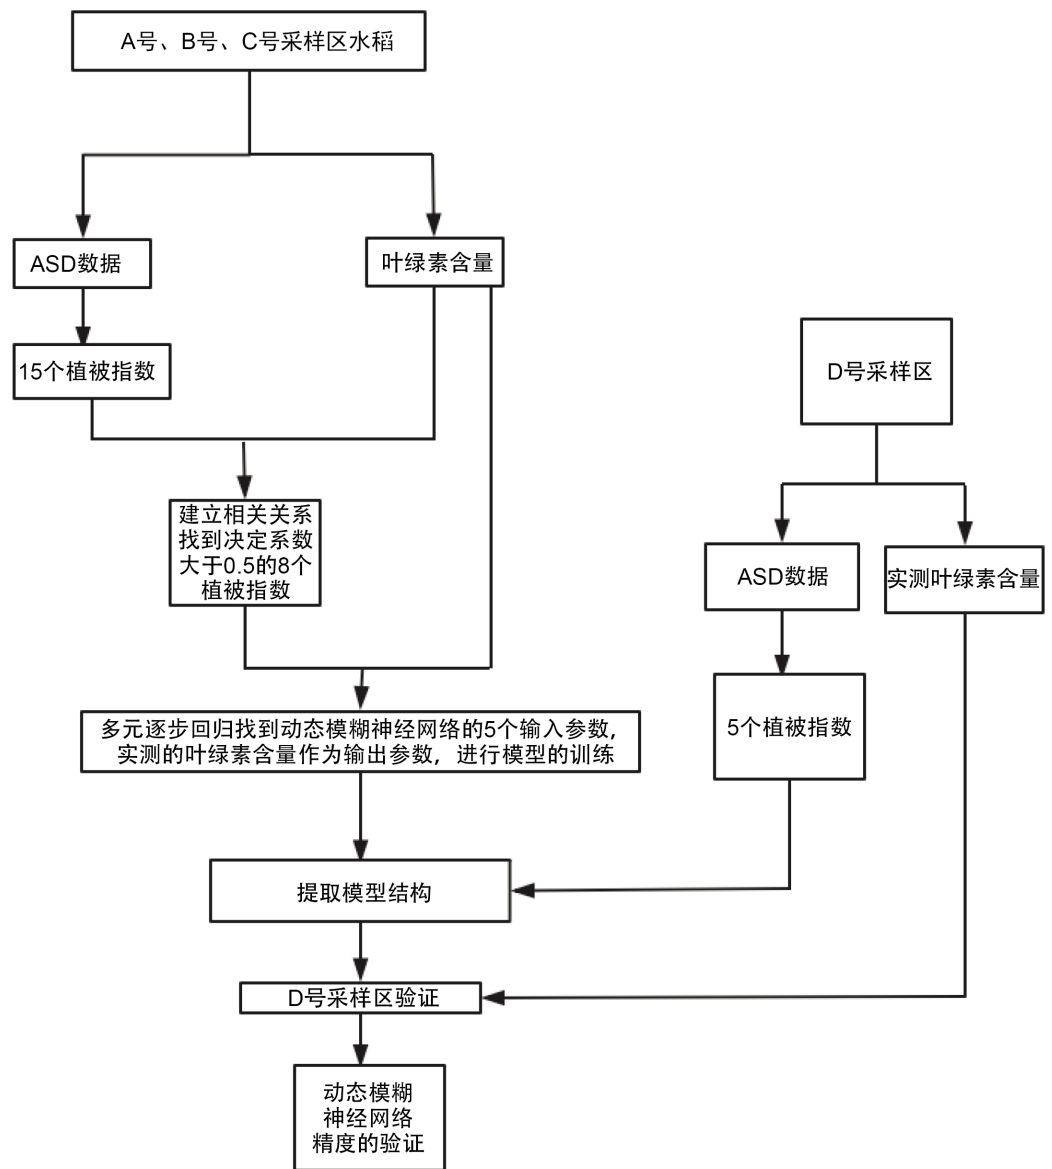 A号、B号、C号采样区水稻
ASD数据
叶绿素含量
15个植被指数
建立相关关系
找到决定系数
大于0.5的8个
植被指数
D号采样区
ASD数据
实测叶绿素含量
5个植被指数
多元逐步回归找到动态模糊神经网络的5个输入参数，
实测的叶绿素含量作为输出参数，进行模型的训练
提取模型结构
D号采样区验证
动态模糊
神经网络
精度的验证